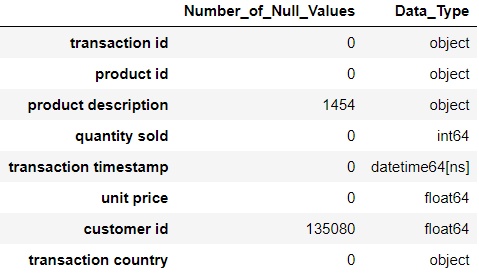 Number_of_Null_Values Data_Type
transaction id 0 object
product id 0 object
product description 1454 object
quantity sold 0 int64
transaction timestamp 0 datetime64[ns]
unit price 0 float64
customer id 135080 float64
transaction country 0 object